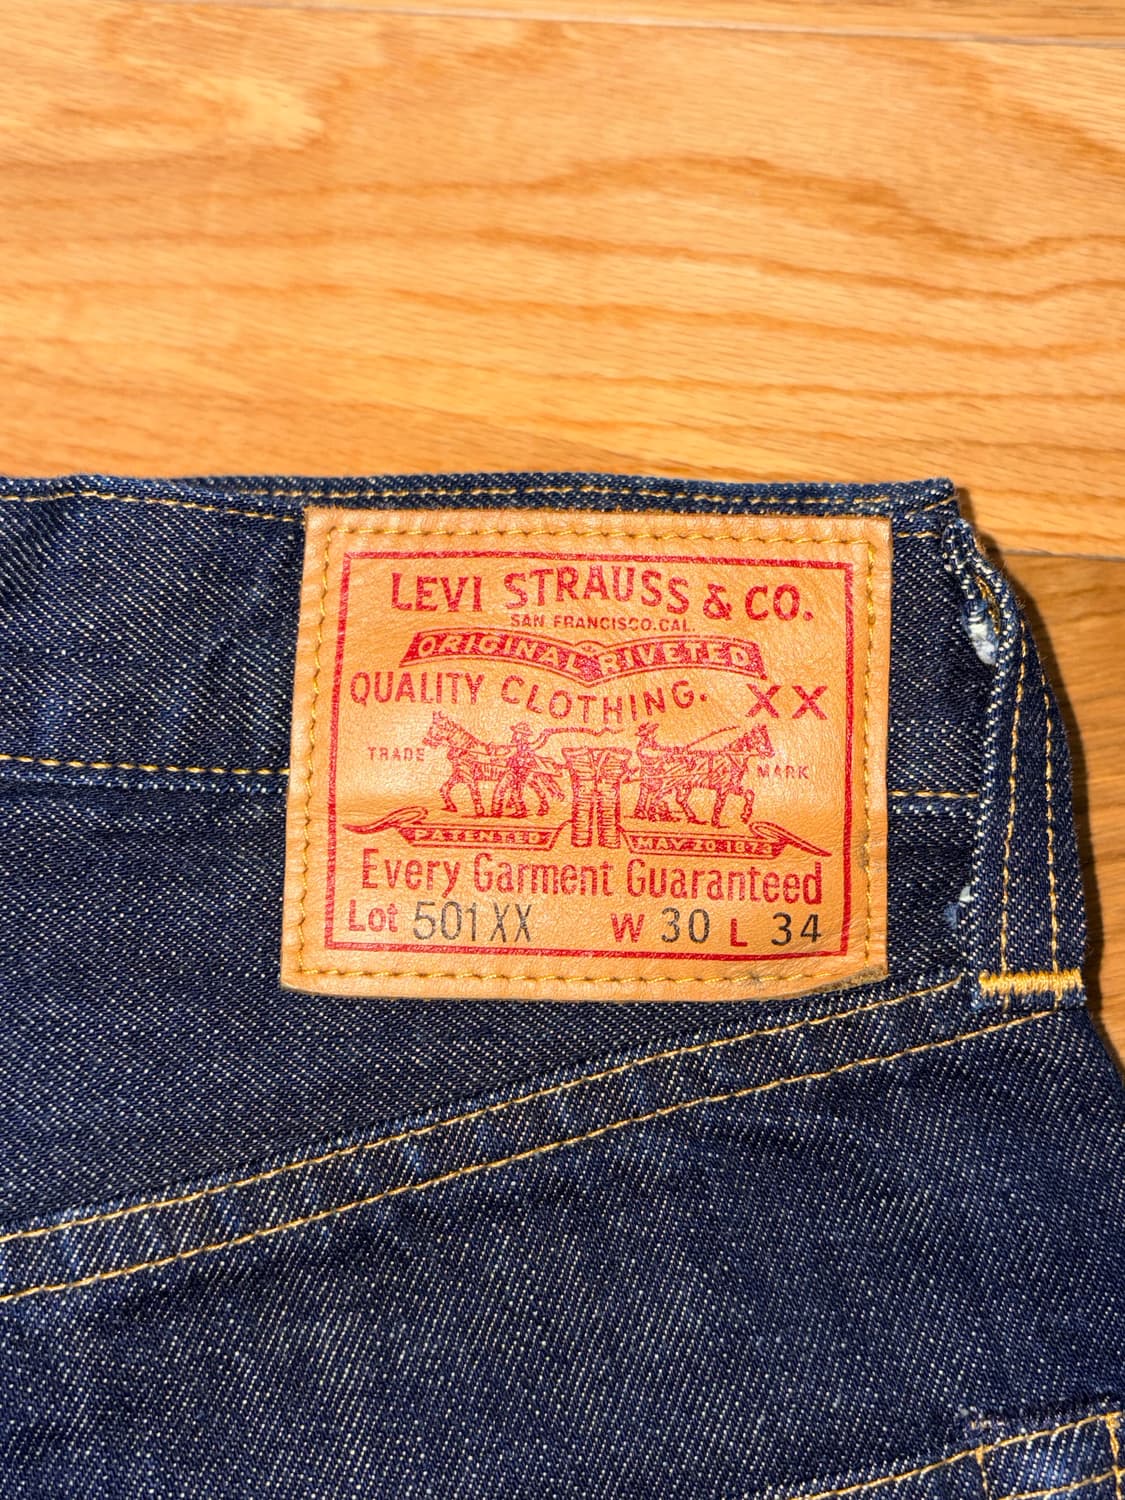 LEVI STRAUSS & CO.
SAN FRANCISCO.CAL.
ORIGINAL RIVETED
QUALITY CLOTHING. XX
TRADE MARK
PATENTED MAY 20 1873
Every Garment Guaranteed
Lot 501XX W 30 L 34